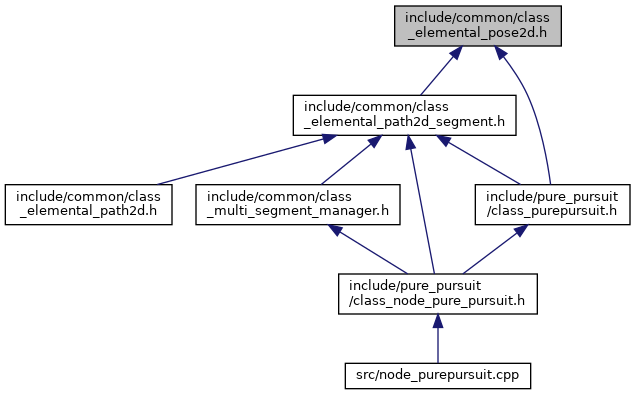 include/common/class
_elemental_pose2d.h
include/common/class
_elemental_path2d_segment.h
include/common/class
_elemental_path2d.h
include/common/class
_multi_segment_manager.h
include/pure_pursuit
/class_purepursuit.h
include/pure_pursuit
/class_node_pure_pursuit.h
src/node_purepursuit.cpp